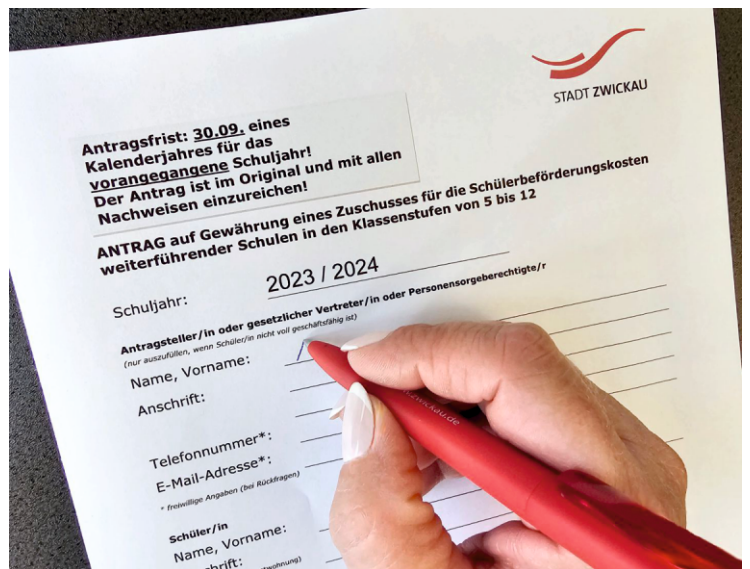 STADT ZWICKAU
Antragsfrist: 30.09. eines
Kalenderjahres für das
vorangegangene Schuljahr!
Der Antrag ist im Original und mit allen
Nachweisen einzureichen!
ANTRAG auf Gewährung eines Zuschusses für die Schülerbeförderungskosten
weiterführender Schulen in den Klassenstufen von 5 bis 12
Schuljahr: 2023 / 2024
Antragsteller/in oder gesetzlicher Vertreter/in oder Personensorgeberechtigte/r
(nur auszufüllen, wenn Schüler/in nicht voll geschäftsfähig ist)
Name, Vorname:
Anschrift:
zwickau.de
Telefonnummer*:
E-Mail-Adresse*:
* freiwillige Angaben (bei Rückfragen)
Schüler/in
Name, Vorname: